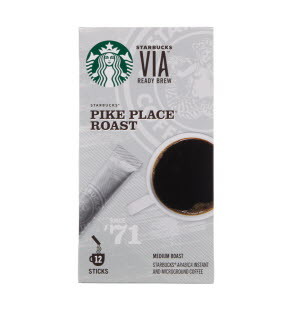 STARBUCKS
VIA
READY BREW
STARBUCKS®
PIKE PLACE®
ROAST
SINCE
'71
12
STICKS
MEDIUM ROAST
STARBUCKS® ARABICA INSTANT
AND MICROGROUND COFFEE